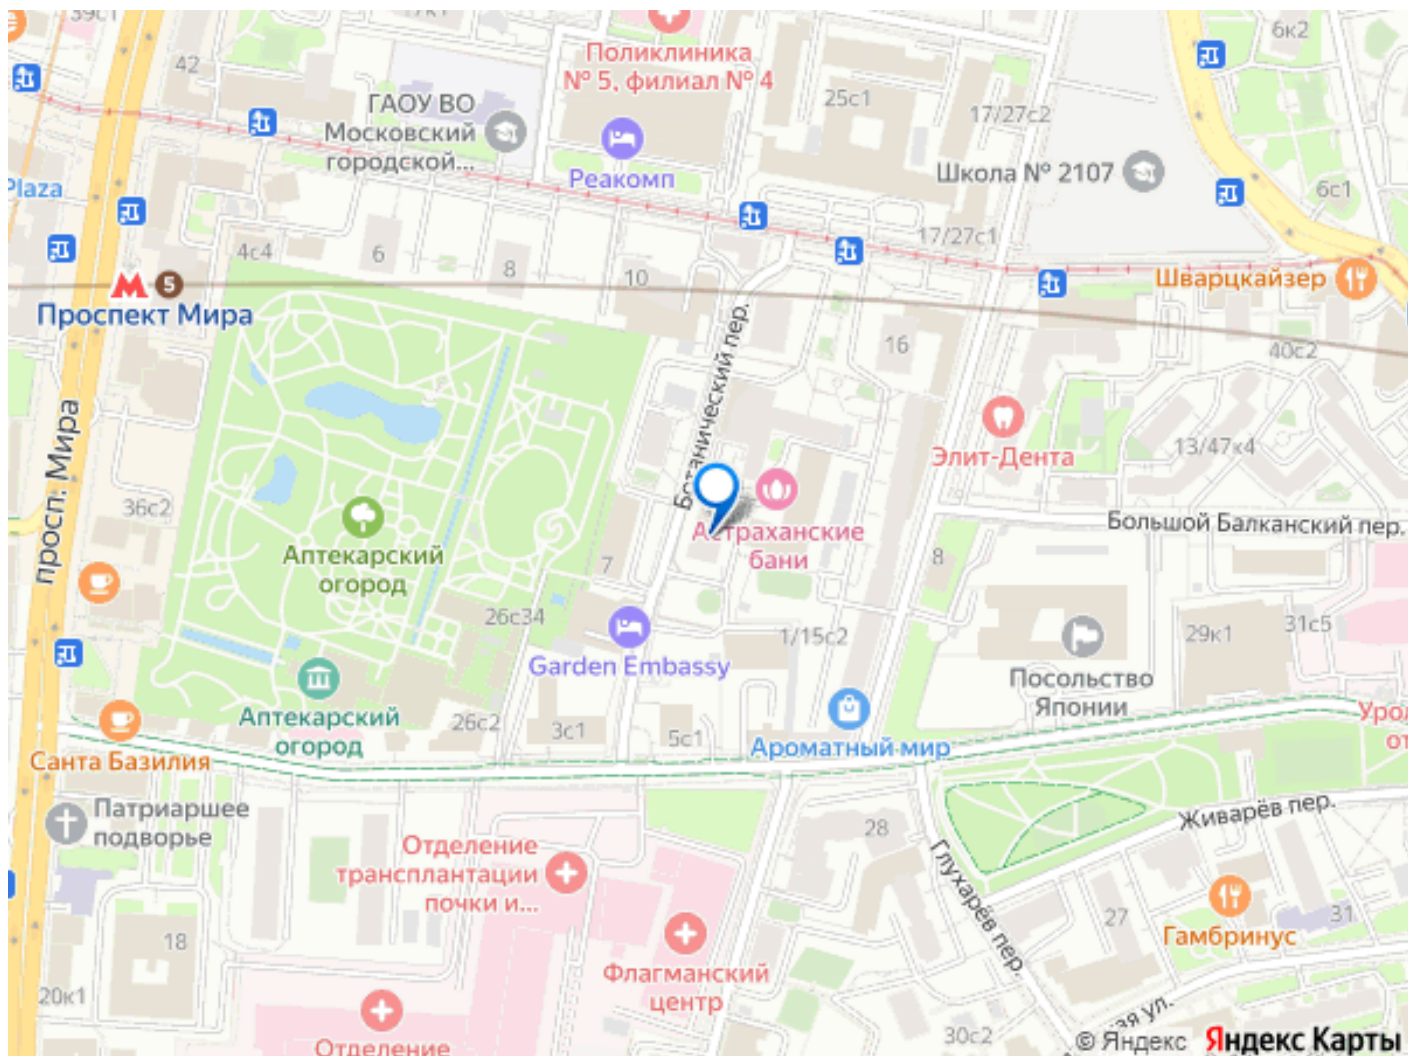 39с1
17к1
42
Поликлиника
№ 5, филиал № 4
6к2
ГАОУ ВО
Московский
городской...
25с1
17/27с2
Реакомп
Школа № 2107
Plaza
6с1
17/27с1
4с4
6
8
10
5
Проспект Мира
Шварцкайзер
Ботанический пер.
16
40с2
просп. Мира
Элит-Дента
13/47к4
36с2
Аптекарский
огород
Астраханские
бани
Большой Балканский пер.
7
8
26с34
1/15с2
29к1
31с5
Garden Embassy
Посольство
Японии
Аптекарский
огород
26с2
3с1
5с1
Ароматный мир
Санта Базилия
Патриаршее
подворье
28
Живарёв пер.
Отделение
трансплантации
почки и...
Глухарёв пер.
27
31
Гамбринус
18
Флагманский
центр
20к1
30с2
Отделение
© Яндекс Яндекс Карты